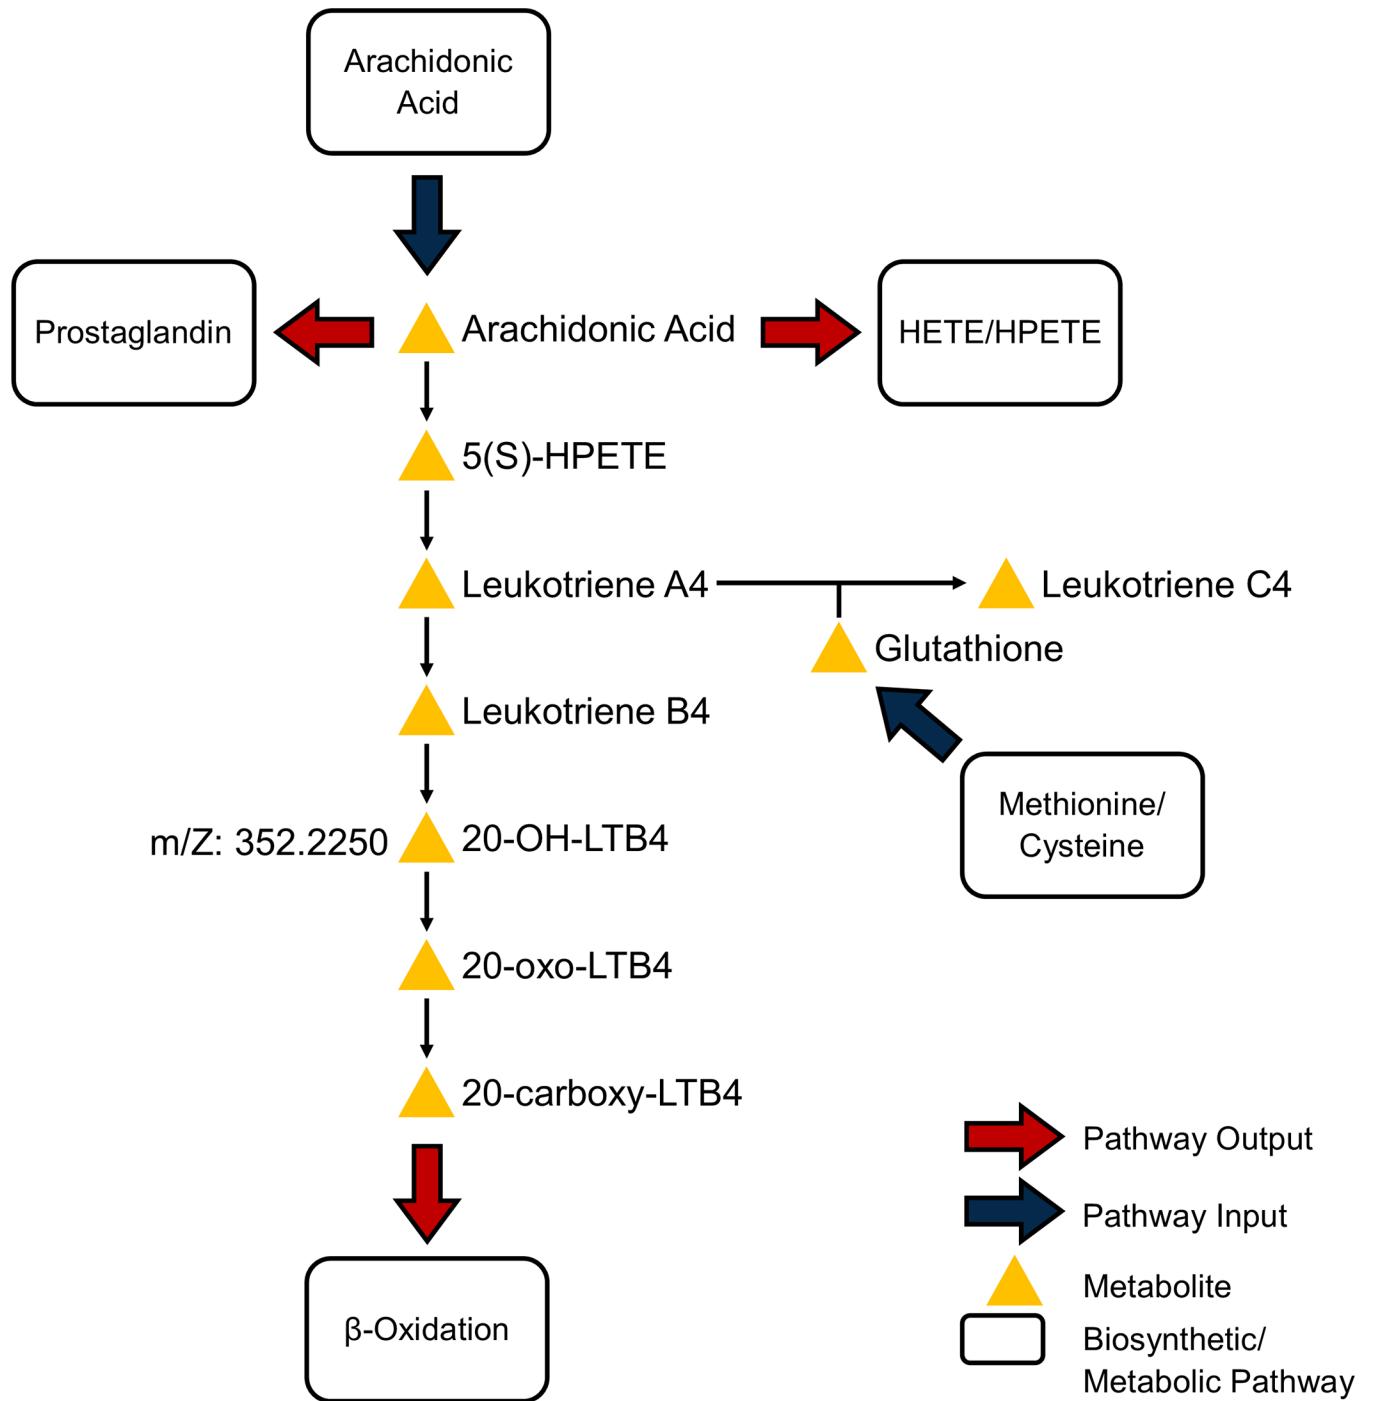 Arachidonic
Acid
Prostaglandin
Arachidonic Acid
HETE/HPETE
5(S)-HPETE
Leukotriene A4
Leukotriene C4
Glutathione
Leukotriene B4
Methionine/
Cysteine
m/Z: 352.2250
20-OH-LTB4
20-oxo-LTB4
20-carboxy-LTB4
β-Oxidation
Pathway Output
Pathway Input
Metabolite
Biosynthetic/
Metabolic Pathway